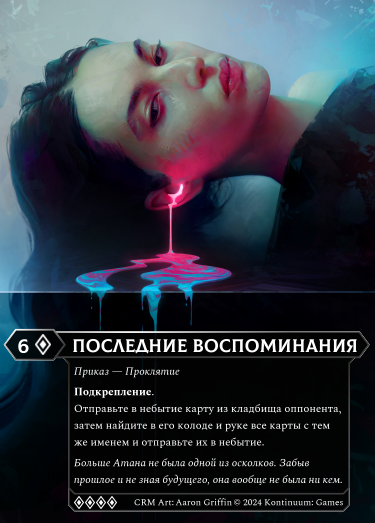 6 ПОСЛЕДНИЕ ВОСПОМИНАНИЯ
Приказ — Проклятие
Подкрепление.
Отправьте в небытие карту из кладбища оппонента,
затем найдите в его колоде и руке все карты с тем
же именем и отправьте их в небытие.
Больше Атана не была одной из осколков. Забыв
прошлое и не зная будущего, она вообще не была ни кем.
CRM Art: Aaron Griffin © 2024 Kontinuum: Games